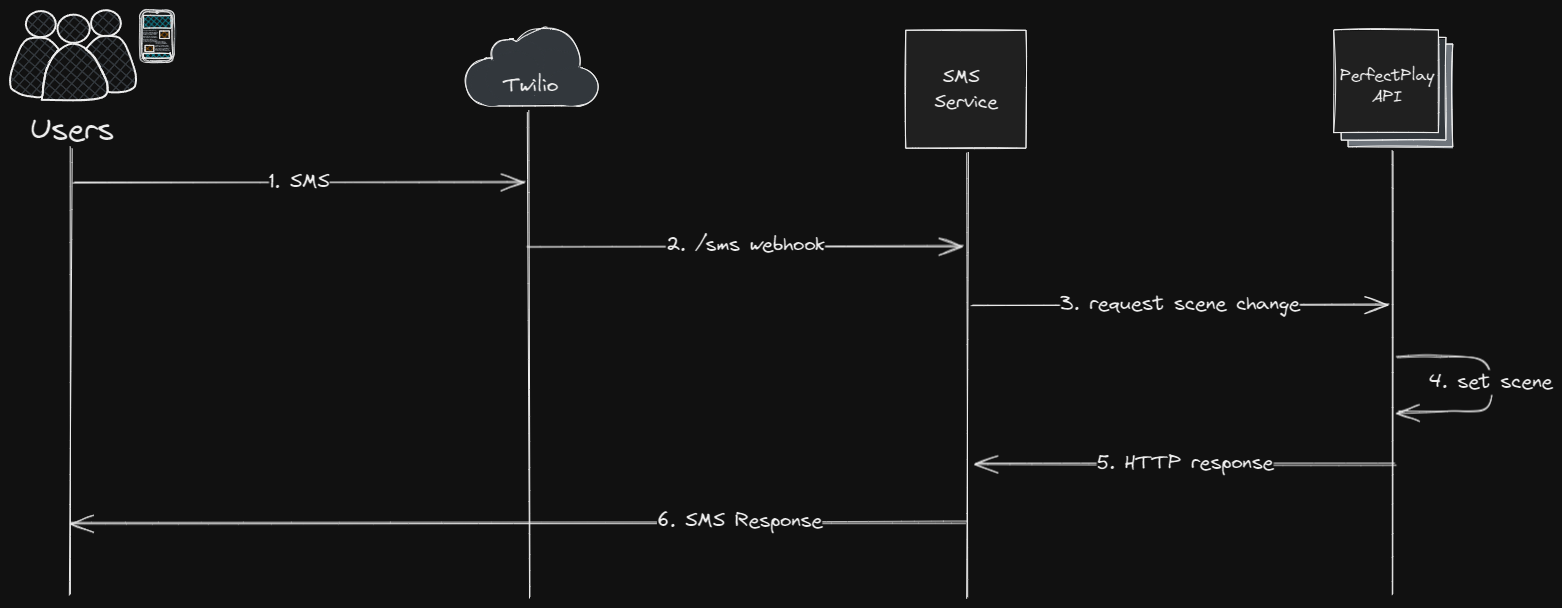 Twilio
SMS
Service
PerfectPlay
API
Users
1. SMS
2. /sms webhook
3. request scene change
4. set scene
5. HTTP response
6. SMS Response